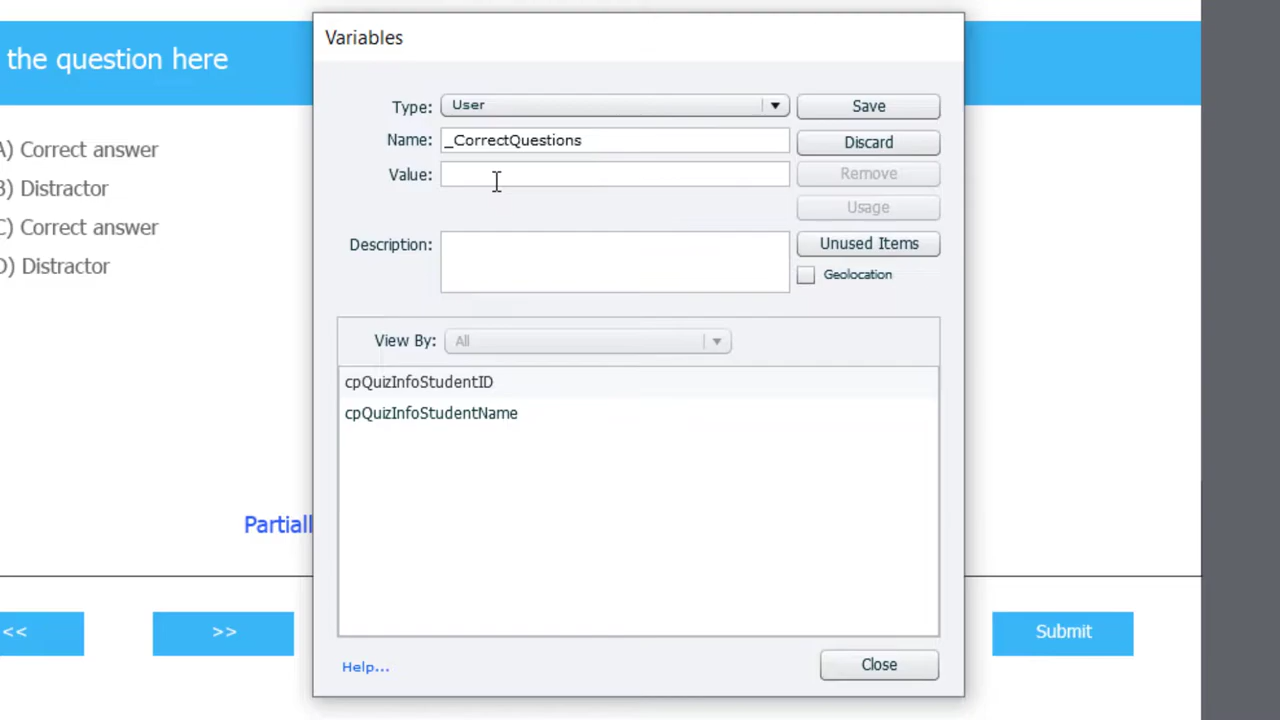 the question here
A) Correct answer
B) Distractor
C) Correct answer
D) Distractor
Partiall
<<
>>
Submit
Variables
Type: User
Save
Name: _CorrectQuestions
Discard
Value:
Remove
Usage
Description:
Unused Items
Geolocation
View By: All
cpQuizInfoStudentID
cpQuizInfoStudentName
Help...
Close